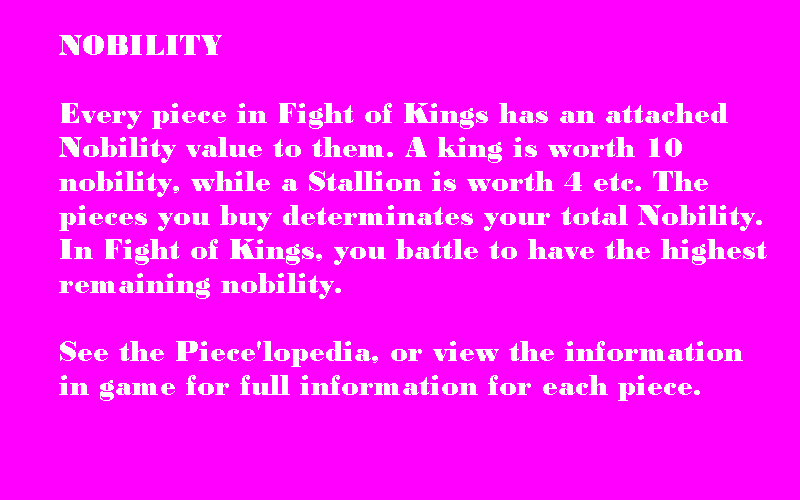 NOBILITY
Every piece in Fight of Kings has an attached
Nobility value to them. A king is worth 10
nobility, while a Stallion is worth 4 etc. The
pieces you buy determinates your total Nobility.
In Fight of Kings, you battle to have the highest
remaining nobility.
See the Piece'lopedia, or view the information
in game for full information for each piece.